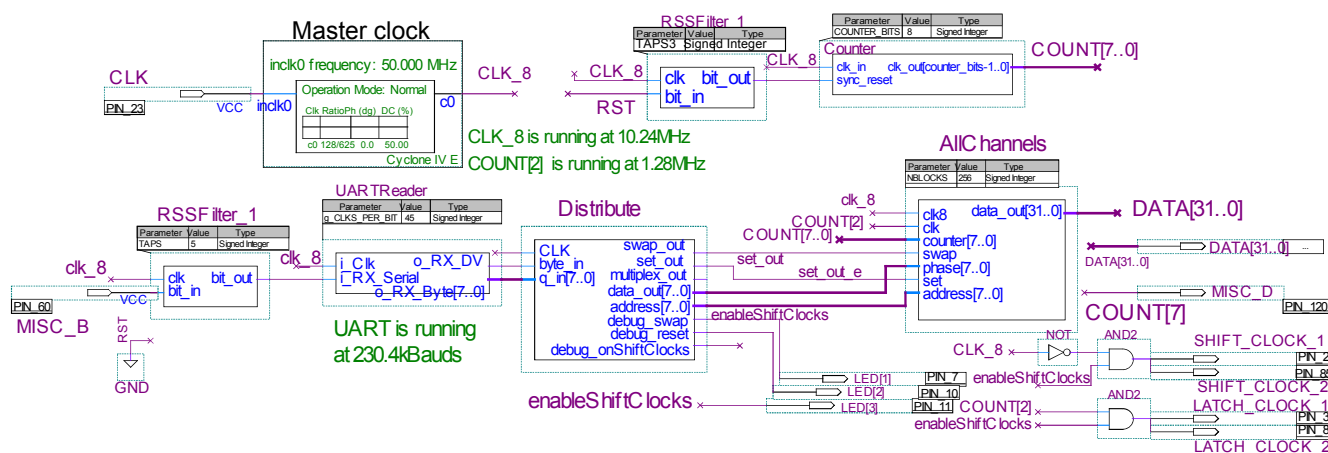 Master clock
CLK
PIN_23
VCC
inclk0 frequency: 50.000 MHz
Operation Mode: Normal
inclk0
c0
Clk Ratio Ph (dg) DC (%)
c0 128/625 0.0 50.00
Cyclone IV E
CLK_8
CLK_8 is running at 10.24MHz
COUNT[2] is running at 1.28MHz
RSSFilter_1
Parameter Value Type
TAPS3 Signed Integer
CLK_8
RST
clk bit_out
bit_in
CLK_8
Parameter Value Type
COUNTER_BITS 8 Signed Integer
Counter
clk_in clk_out[counter_bits-1..0]
sync_reset
COUNT[7..0]
RSSFilter_1
Parameter Value Type
TAPS 5 Signed Integer
clk_8
clk bit_out
bit_in
VCC
PIN_60
MISC_B
RST
GND
UARTReader
Parameter Value Type
g_CLKS_PER_BIT 45 Signed Integer
clk_8
i_Clk o_RX_DV
i_RX_Serial
o_RX_Byte[7..0]
UART is running
at 230.4kBauds
Distribute
CLK
byte_in
q_in[7..0]
swap_out
set_out
multiplex_out
data_out[7..0]
address[7..0]
debug_swap
debug_reset
debug_onShiftClocks
set_out
set_out_e
enableShiftClocks
LED[1]
PIN_7
LED[2]
PIN_10
LED[3]
PIN_11
enableShiftClocks
AllChannels
Parameter Value Type
NBLOCKS 256 Signed Integer
clk_8
COUNT[2]
COUNT[7..0]
clk8 data_out[31..0]
clk
counter[7..0]
swap
phase[7..0]
set
address[7..0]
DATA[31..0]
DATA[31..0]
DATA[31..0]
...
MISC_D
PIN_120
COUNT[7]
CLK_8
NOT
AND2
enableShiftClocks
SHIFT_CLOCK_1
PIN_2
PIN_85
SHIFT_CLOCK_2
AND2
COUNT[2]
enableShiftClocks
LATCH_CLOCK_1
PIN_3
PIN_8
LATCH_CLOCK_2